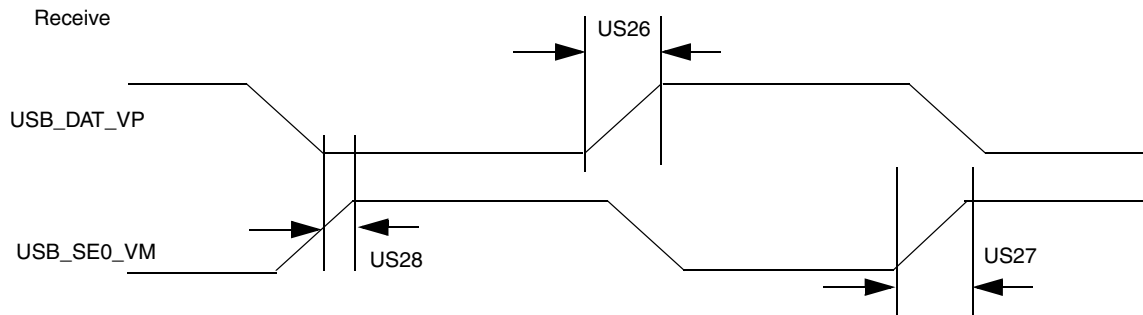 Receive
US26
USB_DAT_VP
USB_SE0_VM
US28
US27